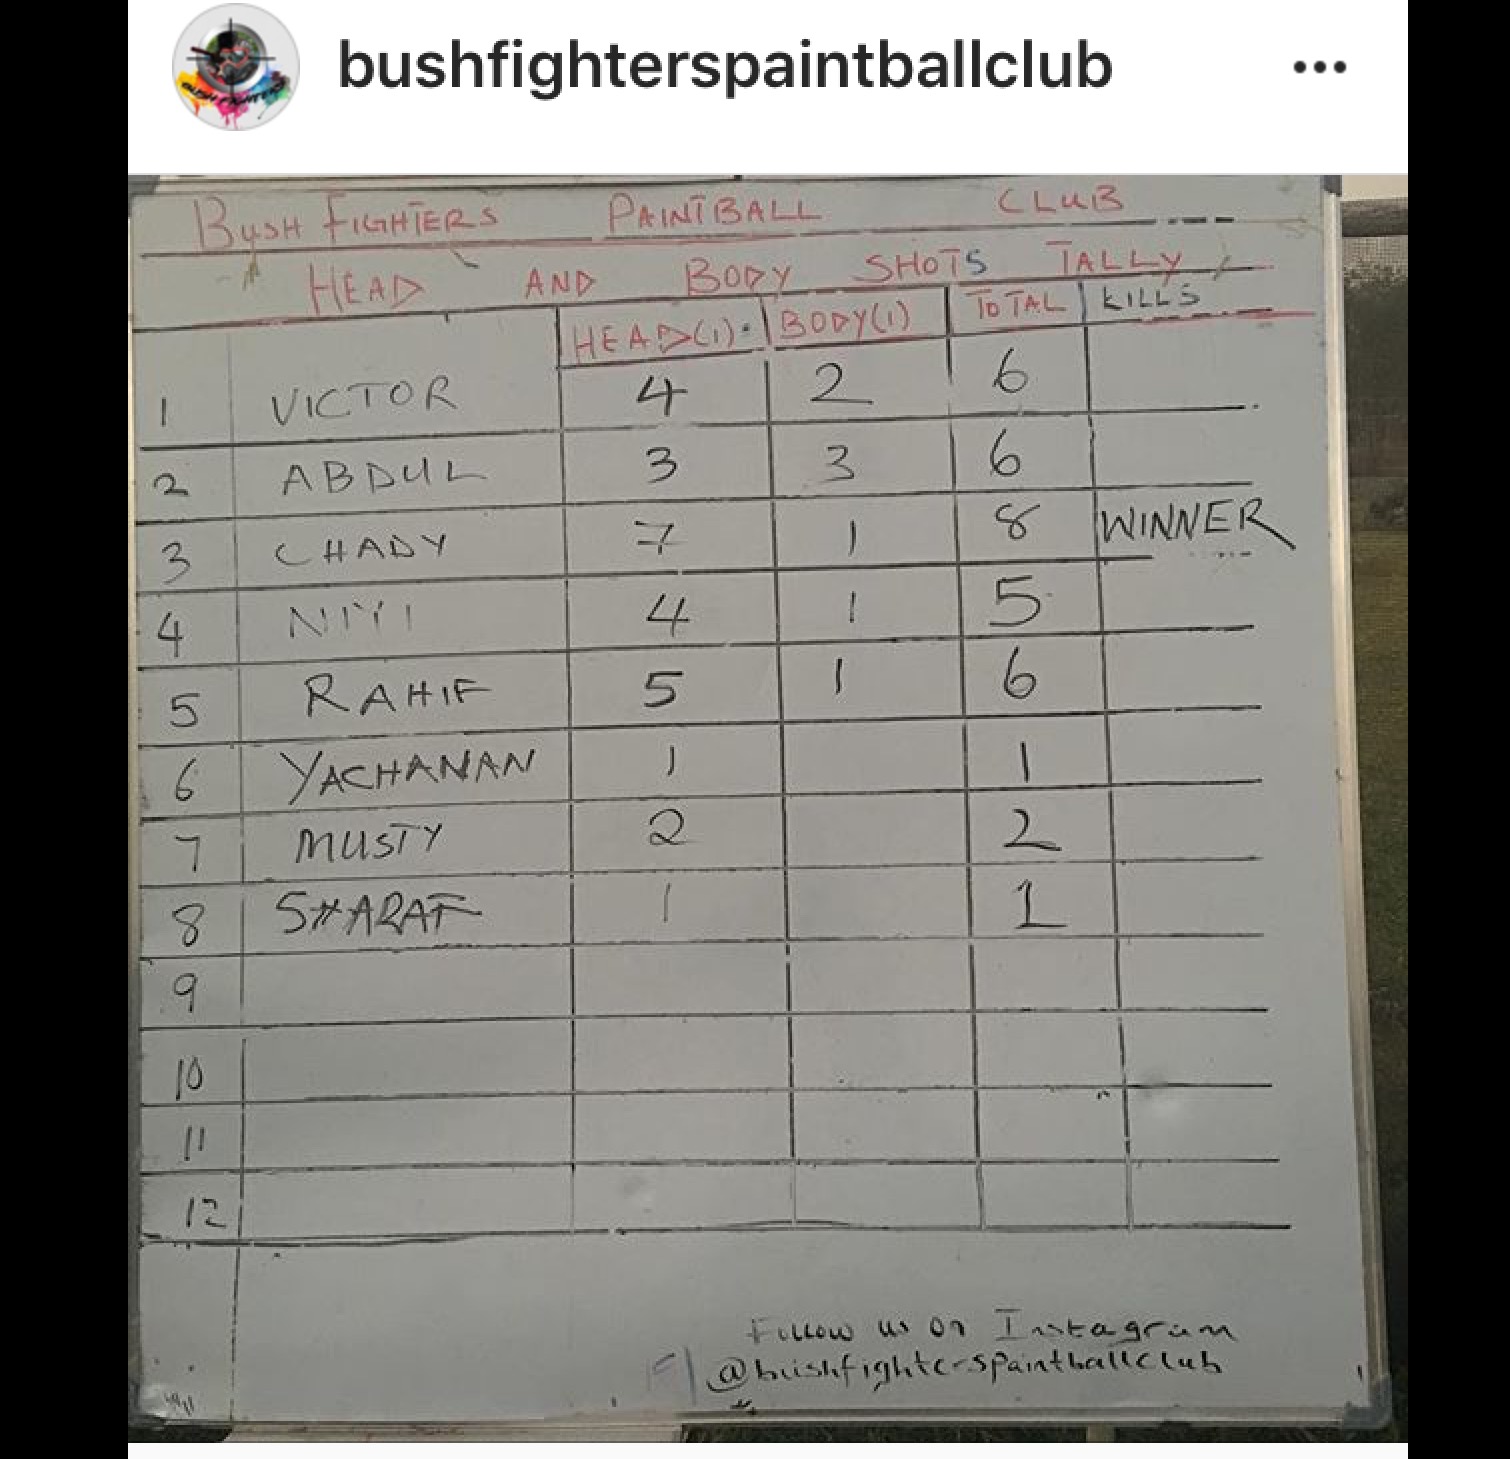 bushfighterspaintballclub
BUSH FIGHTERS PAINTBALL CLUB
HEAD AND BODY SHOTS TALLY
HEAD(1) BODY(1) TOTAL KILLS
1 VICTOR 4 2 6
2 ABDUL 3 3 6
3 CHADY 7 1 8 WINNER
4 NIYI 4 1 5
5 RAHIF 5 1 6
6 YACHANAN 1 1
7 MUSTY 2 2
8 SHARAF 1 1
9
10
11
12
Follow us on Instagram
@bushfighterspaintballclub